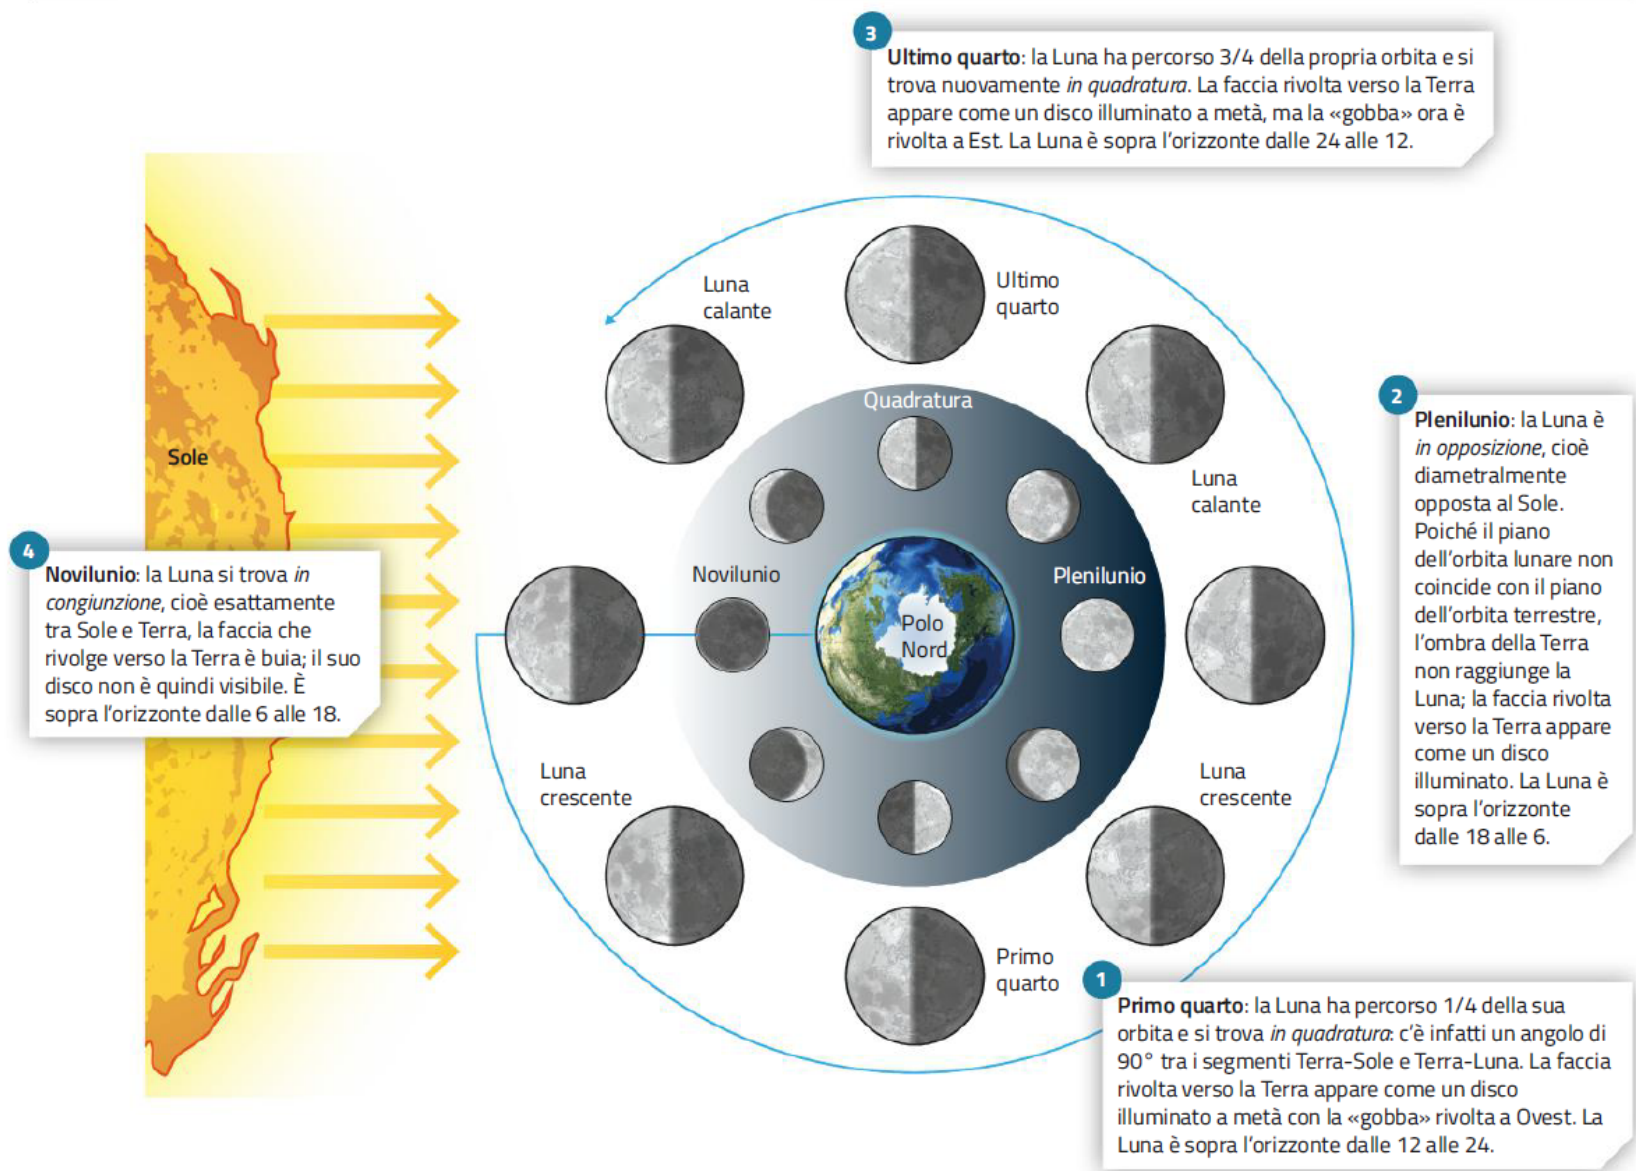 3
Ultimo quarto: la Luna ha percorso 3/4 della propria orbita e si
trova nuovamente in quadratura. La faccia rivolta verso la Terra
appare come un disco illuminato a metà, ma la «gobba» ora è
rivolta a Est. La Luna è sopra l'orizzonte dalle 24 alle 12.
Luna
calante
Ultimo
quarto
Quadratura
Sole
Luna
calante
2
Plenilunio: la Luna è
in opposizione, cioè
diametralmente
opposta al Sole.
Poiché il piano
dell'orbita lunare non
coincide con il piano
dell'orbita terrestre,
l'ombra della Terra
non raggiunge la
Luna; la faccia rivolta
verso la Terra appare
come un disco
illuminato. La Luna è
sopra l'orizzonte
dalle 18 alle 6.
4
Novilunio: la Luna si trova in
congiunzione, cioè esattamente
tra Sole e Terra, la faccia che
rivolge verso la Terra è buia; il suo
disco non è quindi visibile. È
sopra l'orizzonte dalle 6 alle 18.
Novilunio
Plenilunio
Polo
Nord
Luna
crescente
Luna
crescente
Primo
quarto
1
Primo quarto: la Luna ha percorso 1/4 della sua
orbita e si trova in quadratura: c'è infatti un angolo di
90° tra i segmenti Terra-Sole e Terra-Luna. La faccia
rivolta verso la Terra appare come un disco
illuminato a metà con la «gobba» rivolta a Ovest. La
Luna è sopra l'orizzonte dalle 12 alle 24.